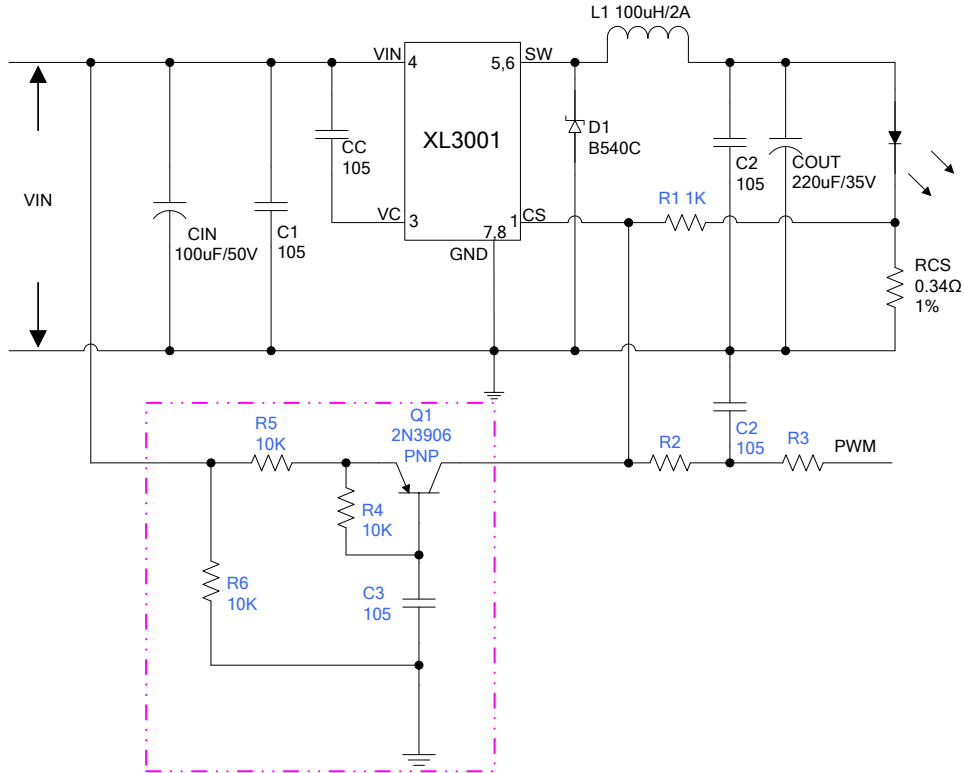 L1 100uH/2A
VIN
4
5,6
SW
XL3001
CC
105
D1
B540C
C2
105
COUT
220uF/35V
VIN
CIN
100uF/50V
C1
105
VC
3
1
CS
7,8
GND
R1 1K
RCS
0.34Ω
1%
R5
10K
Q1
2N3906
PNP
C2
105
R2
R3
PWM
R4
10K
R6
10K
C3
105